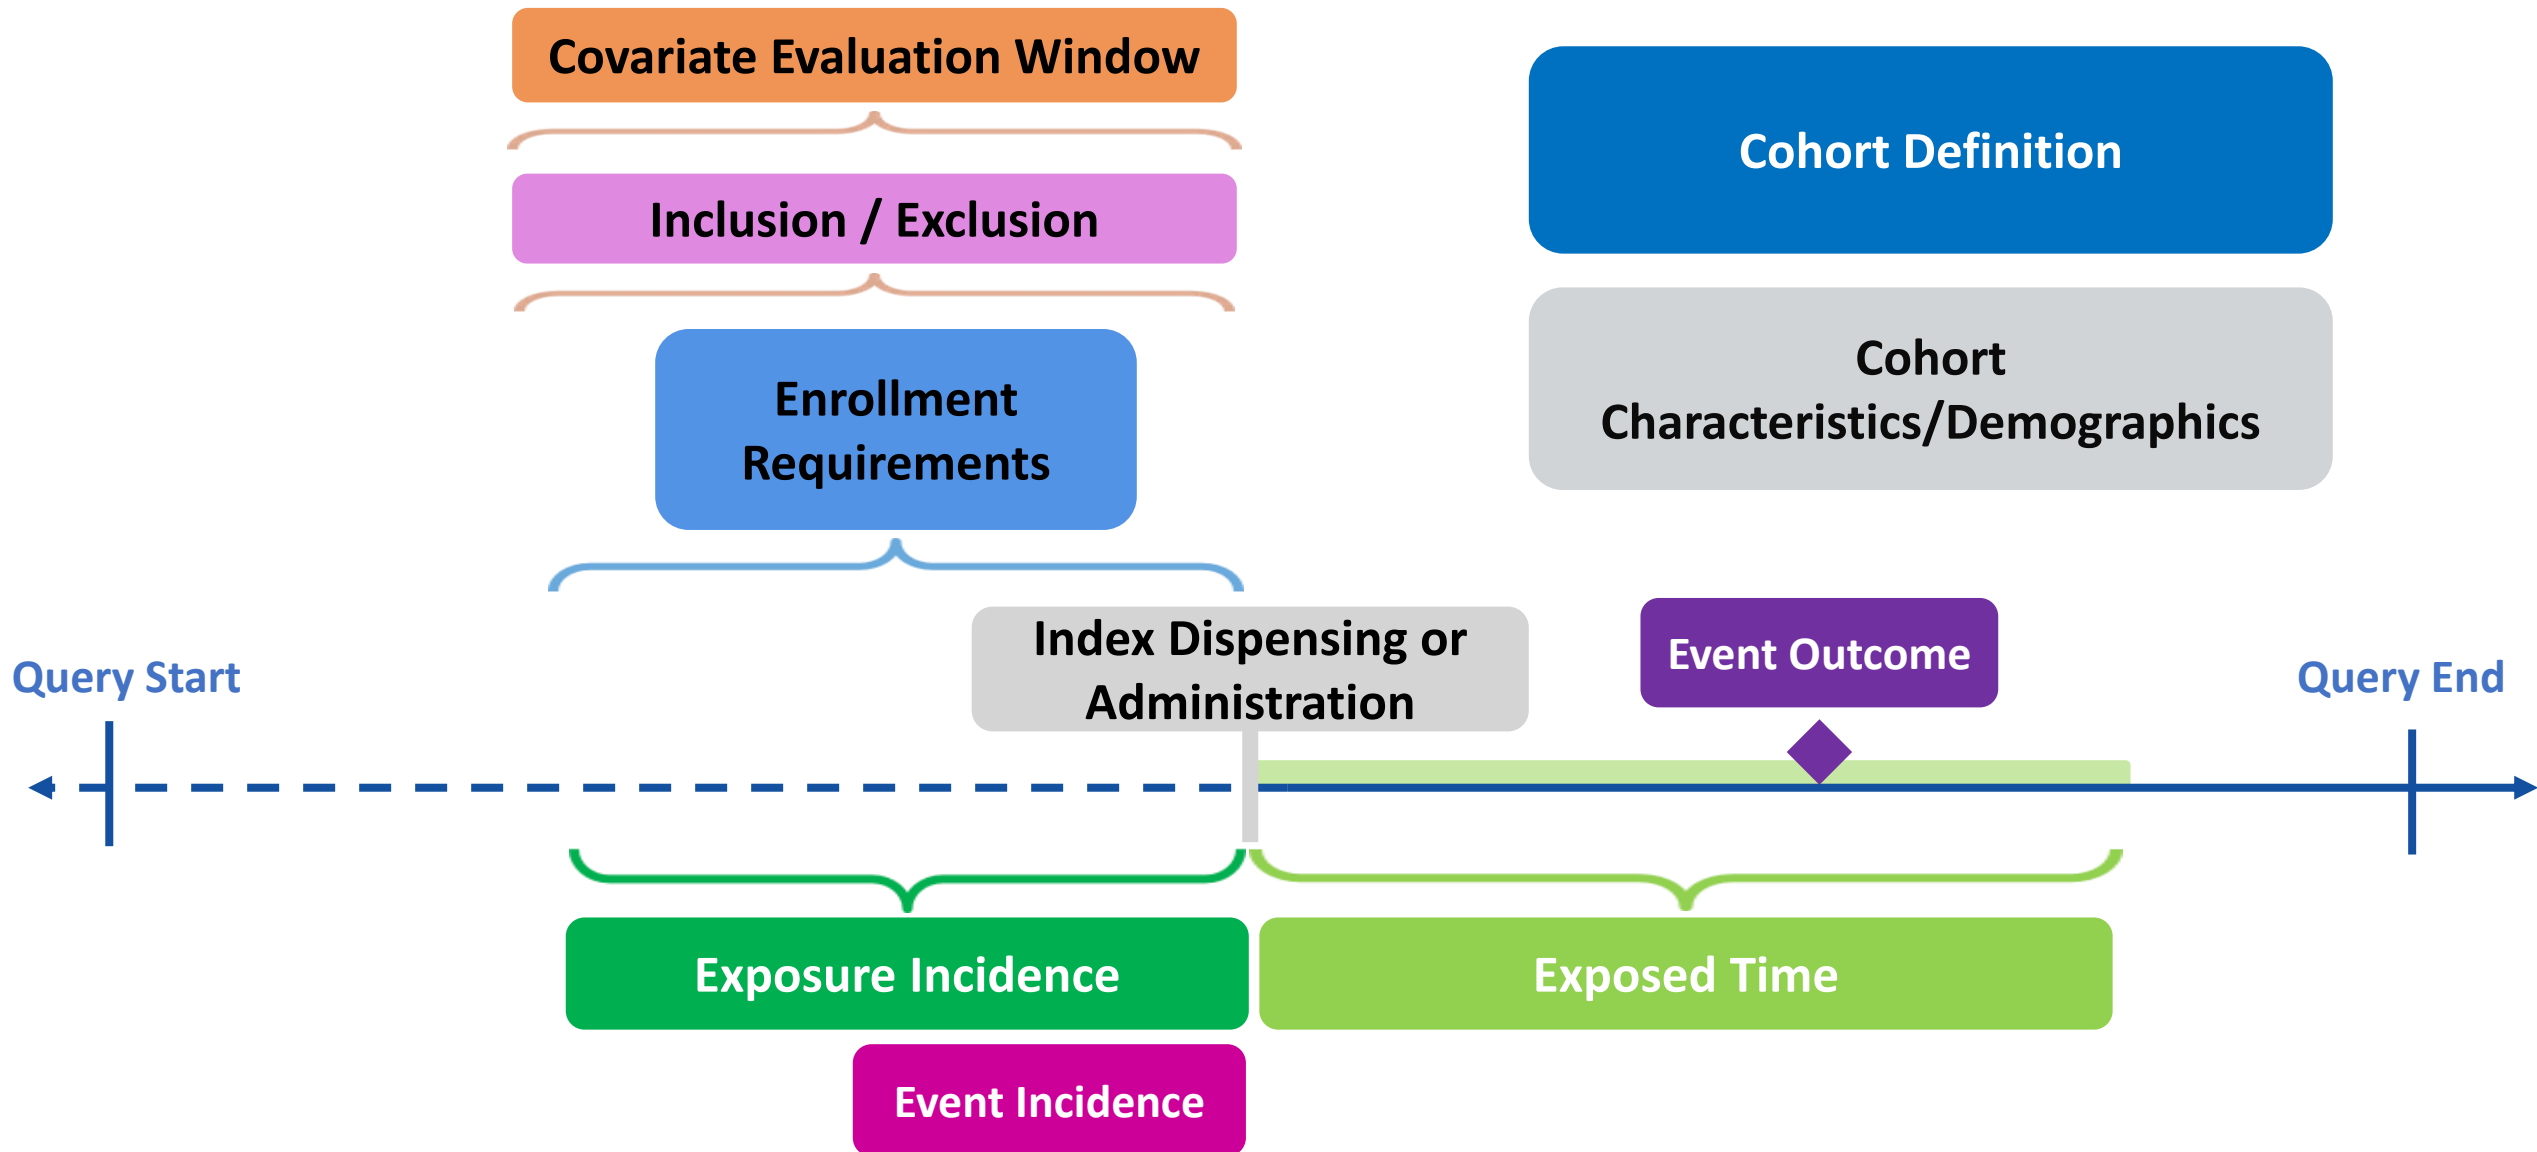 Covariate Evaluation Window
Inclusion / Exclusion
Enrollment
Requirements
Cohort Definition
Cohort
Characteristics/Demographics
Index Dispensing or
Administration
Event Outcome
Query Start
Query End
Exposure Incidence
Exposed Time
Event Incidence